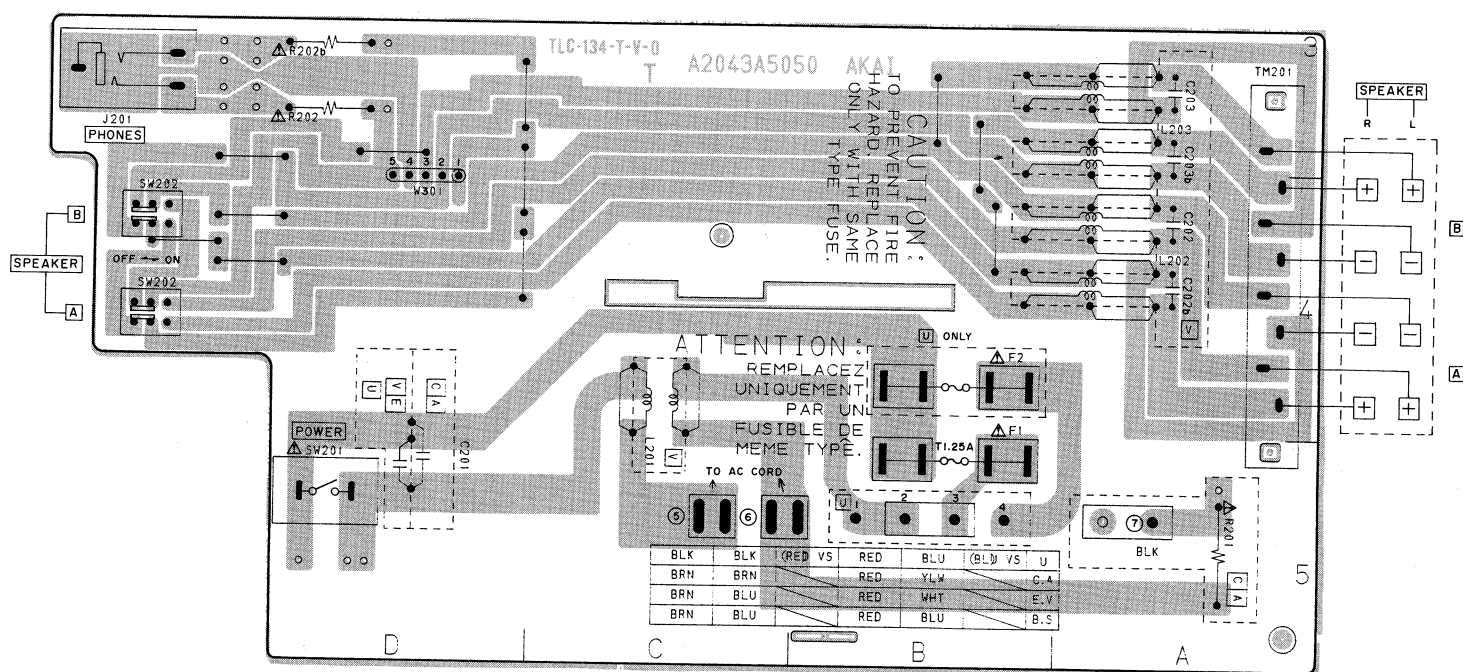 TLC-134-T-V-0
T A2043A5050 AKAI
3
R202b
TM201
SPEAKER
R L
J201
PHONES
R202
CAUTION:
TO PREVENT FIRE
HAZARD, REPLACE
ONLY WITH SAME
TYPE FUSE.
C203
L203
C203b
C202
L202
C202b
V
5 4 3 2 1
W301
SW202
B
SPEAKER
OFF ON
SW202
A
+ +
B
- -
- -
A
+ +
4
ATTENTION:
REMPLACEZ
UNIQUEMENT
PAR UN
FUSIBLE DE
MEME TYPE.
U ONLY
F2
F1
T1.25A
U
V E
C A
POWER
SW201
C201
L201
V
TO AC CORD
5 6
U 2 3 4
7
BLK
R201
C A
BLK BLK (RED) VS RED BLU (BLU) VS U
BRN BRN RED YLW C.A
BRN BLU RED WHT E.V
BRN BLU RED BLU B.S
5
D C B A